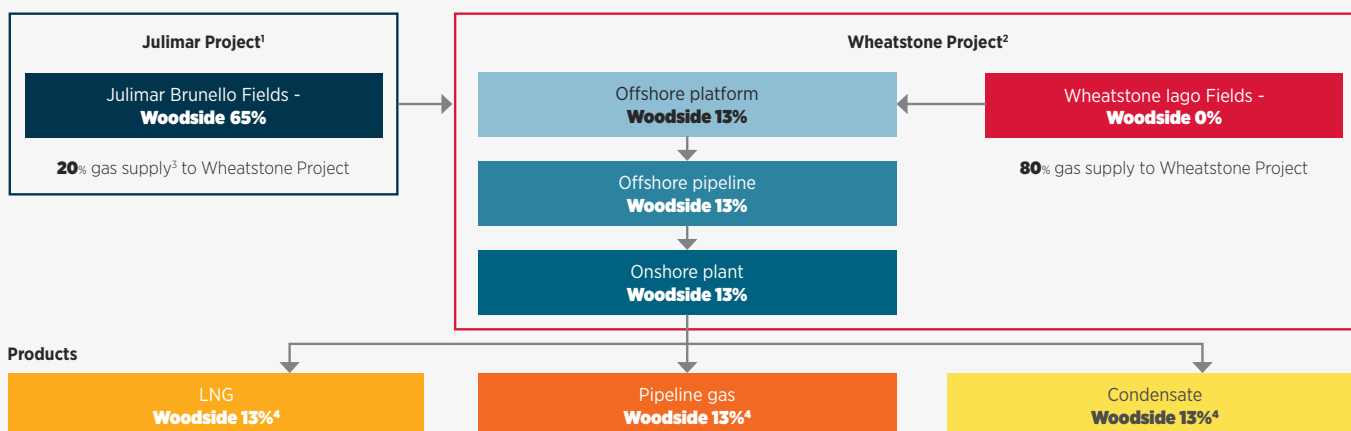 Julimar Project¹
Julimar Brunello Fields -
Woodside 65%
20% gas supply³ to Wheatstone Project
Wheatstone Project²
Offshore platform
Woodside 13%
Offshore pipeline
Woodside 13%
Onshore plant
Woodside 13%
Wheatstone Iago Fields -
Woodside 0%
80% gas supply to Wheatstone Project
Products
LNG
Woodside 13%⁴
Pipeline gas
Woodside 13%⁴
Condensate
Woodside 13%⁴